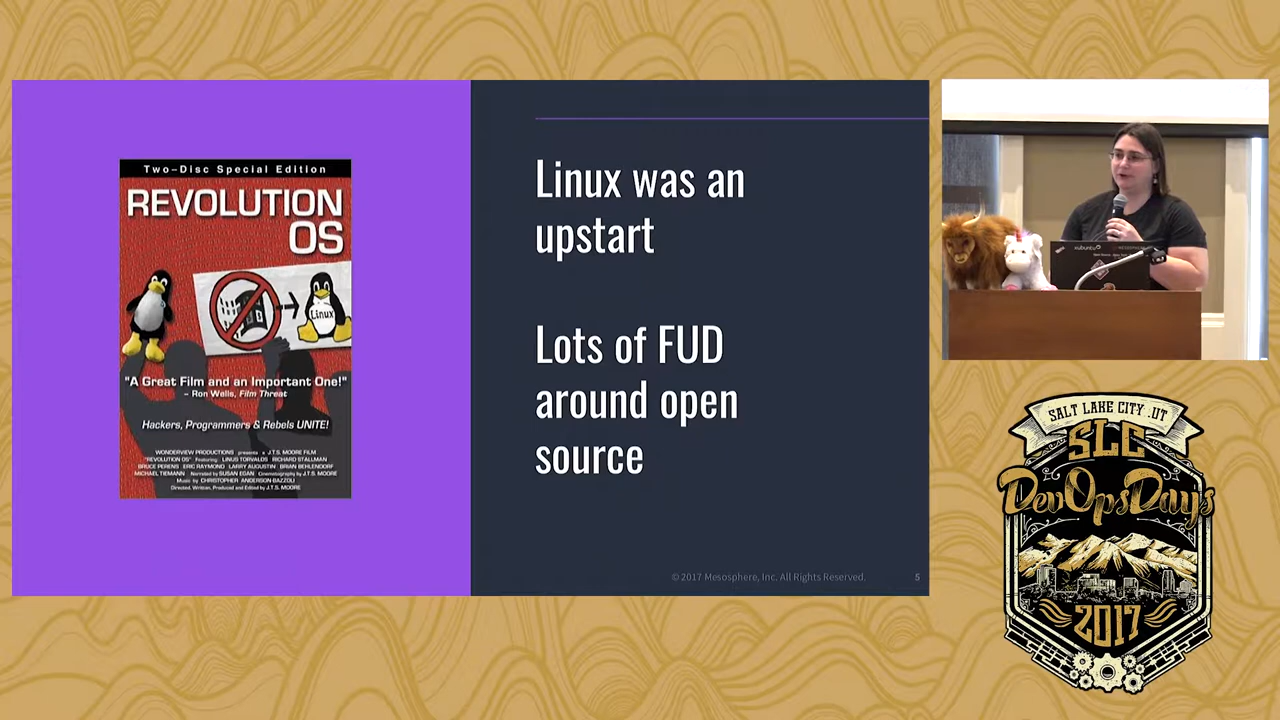 Two-Disc Special Edition
REVOLUTION
OS
Linux
"A Great Film and an Important One!"
– Ron Wells, Film Threat
Hackers, Programmers & Rebels UNITE!
WONDERVIEW PRODUCTIONS presents a J.T.S. MOORE FILM
"REVOLUTION OS" Featuring LINUS TORVALDS RICHARD STALLMAN
BRUCE PERENS ERIC RAYMOND LARRY AUGUSTIN BRIAN BEHLENDORF
MICHAEL TIEMANN Narrated by SUSAN EGAN Cinematography by J.T.S. MOORE
Music by CHRISTOPHER ANDERSON-BAZZOLI
Directed, Written, Produced and Edited by J.T.S. MOORE
Linux was an
upstart
Lots of FUD
around open
source
© 2017 Mesosphere, Inc. All Rights Reserved.
5
xubuntu
SALT LAKE CITY .UT
SLC
DevOpsDays
2017